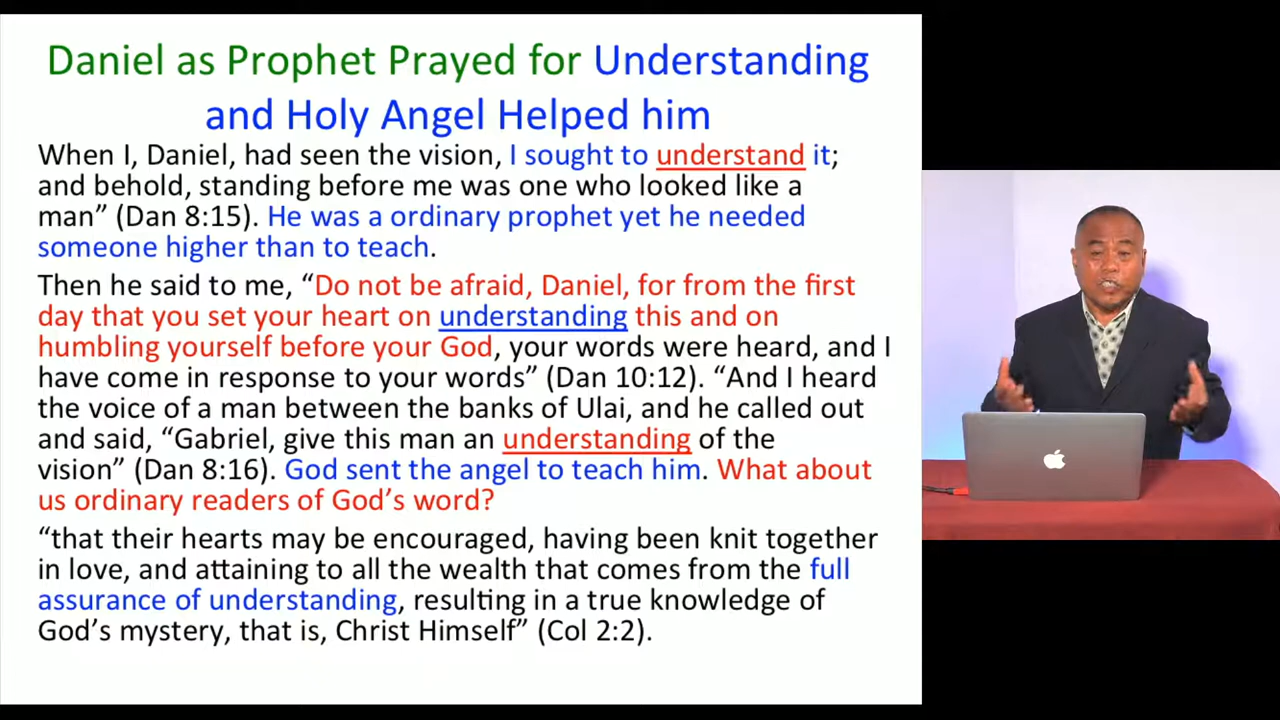 Daniel as Prophet Prayed for Understanding
and Holy Angel Helped him
When I, Daniel, had seen the vision, I sought to understand it;
and behold, standing before me was one who looked like a
man” (Dan 8:15). He was a ordinary prophet yet he needed
someone higher than to teach.
Then he said to me, “Do not be afraid, Daniel, for from the first
day that you set your heart on understanding this and on
humbling yourself before your God, your words were heard, and I
have come in response to your words” (Dan 10:12). “And I heard
the voice of a man between the banks of Ulai, and he called out
and said, “Gabriel, give this man an understanding of the
vision” (Dan 8:16). God sent the angel to teach him. What about
us ordinary readers of God’s word?
“that their hearts may be encouraged, having been knit together
in love, and attaining to all the wealth that comes from the full
assurance of understanding, resulting in a true knowledge of
God’s mystery, that is, Christ Himself” (Col 2:2).